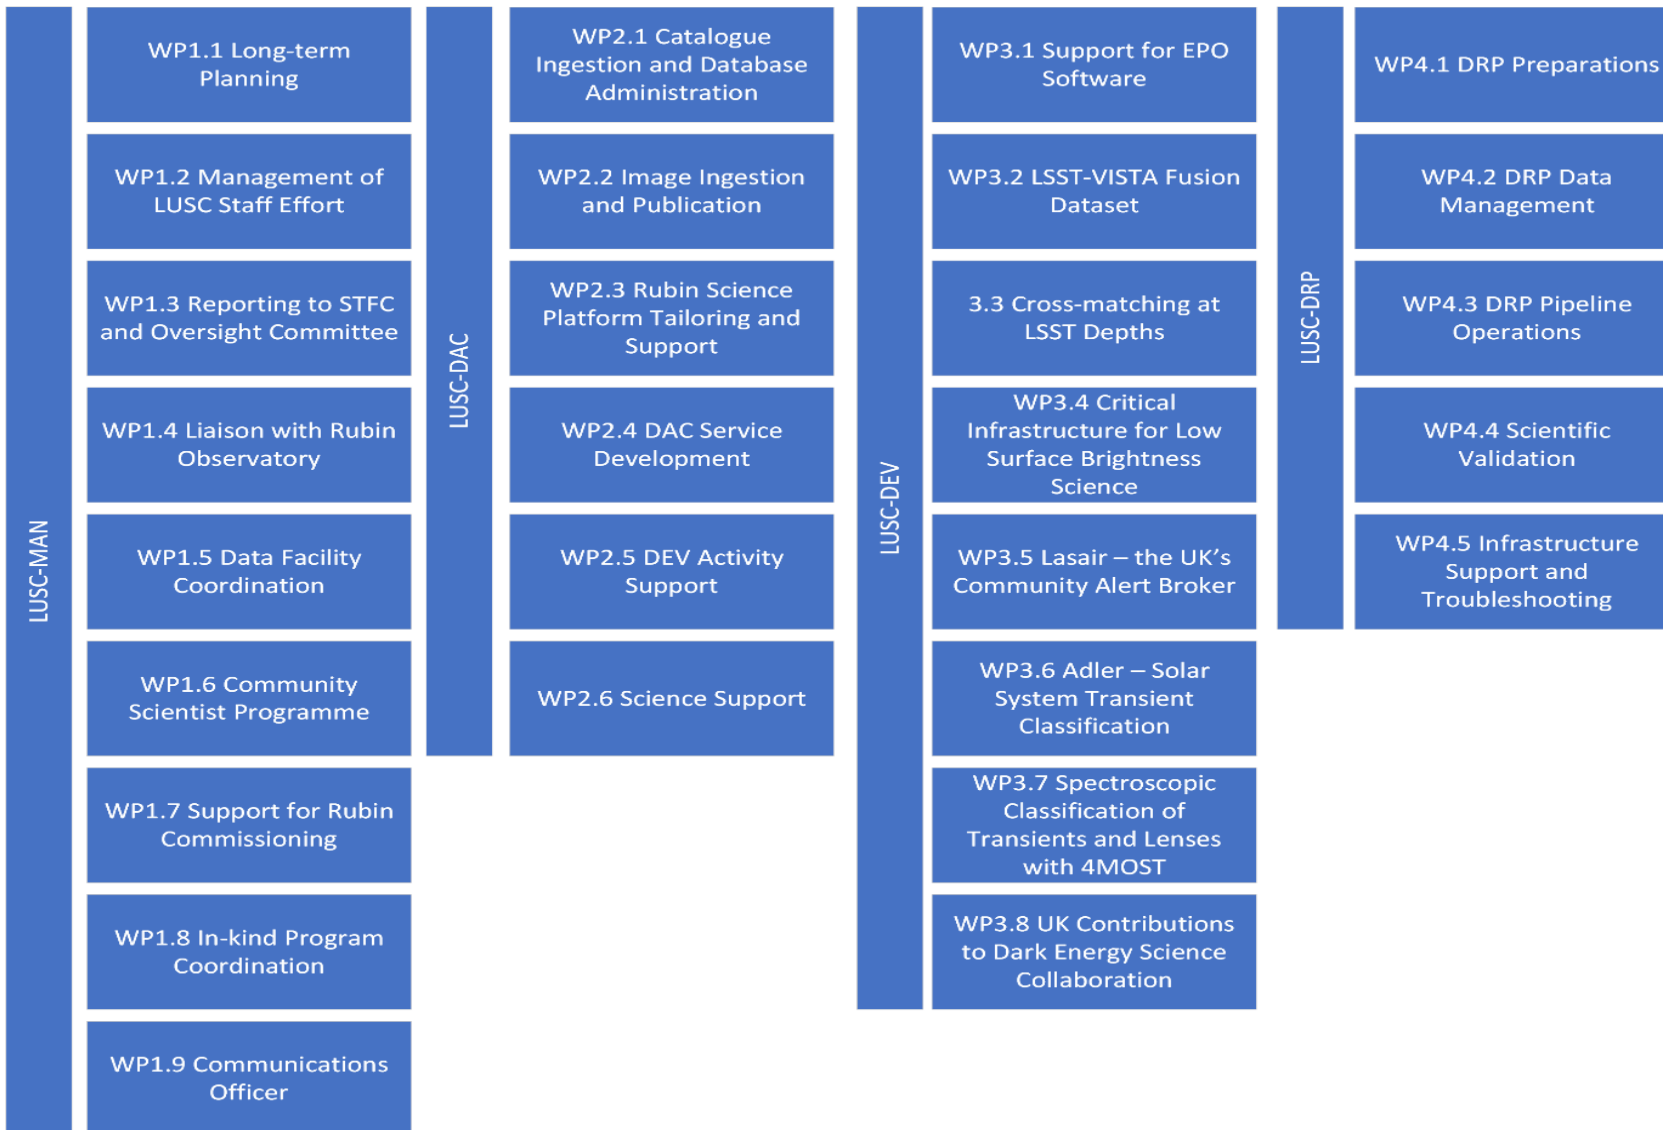 LUSC-MAN
WP1.1 Long-term
Planning
WP1.2 Management of
LUSC Staff Effort
WP1.3 Reporting to STFC
and Oversight Committee
WP1.4 Liaison with Rubin
Observatory
WP1.5 Data Facility
Coordination
WP1.6 Community
Scientist Programme
WP1.7 Support for Rubin
Commissioning
WP1.8 In-kind Program
Coordination
WP1.9 Communications
Officer
LUSC-DAC
WP2.1 Catalogue
Ingestion and Database
Administration
WP2.2 Image Ingestion
and Publication
WP2.3 Rubin Science
Platform Tailoring and
Support
WP2.4 DAC Service
Development
WP2.5 DEV Activity
Support
WP2.6 Science Support
LUSC-DEV
WP3.1 Support for EPO
Software
WP3.2 LSST-VISTA Fusion
Dataset
3.3 Cross-matching at
LSST Depths
WP3.4 Critical
Infrastructure for Low
Surface Brightness
Science
WP3.5 Lasair – the UK’s
Community Alert Broker
WP3.6 Adler – Solar
System Transient
Classification
WP3.7 Spectroscopic
Classification of
Transients and Lenses
with 4MOST
WP3.8 UK Contributions
to Dark Energy Science
Collaboration
LUSC-DRP
WP4.1 DRP Preparations
WP4.2 DRP Data
Management
WP4.3 DRP Pipeline
Operations
WP4.4 Scientific
Validation
WP4.5 Infrastructure
Support and
Troubleshooting